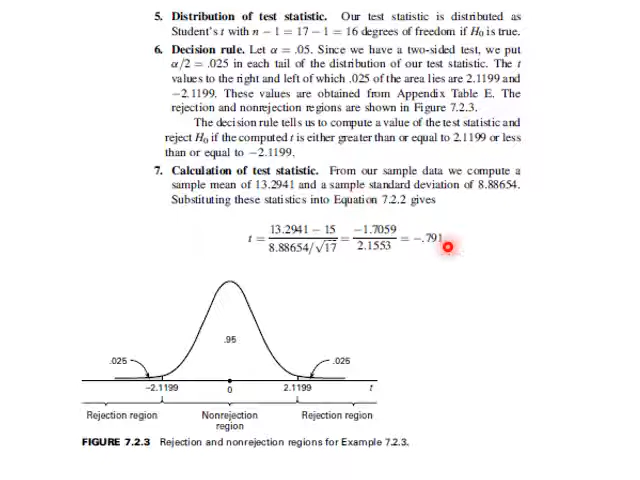 5. Distribution of test statistic. Our test statistic is distributed as
Student's t with n − 1 = 17 − 1 = 16 degrees of freedom if H₀ is true.
6. Decision rule. Let α = .05. Since we have a two-sided test, we put
α/2 = .025 in each tail of the distribution of our test statistic. The t
values to the right and left of which .025 of the area lies are 2.1199 and
−2.1199. These values are obtained from Appendix Table E. The
rejection and nonrejection regions are shown in Figure 7.2.3.
The decision rule tells us to compute a value of the test statistic and
reject H₀ if the computed t is either greater than or equal to 2.1199 or less
than or equal to −2.1199.
7. Calculation of test statistic. From our sample data we compute a
sample mean of 13.2941 and a sample standard deviation of 8.88654.
Substituting these statistics into Equation 7.2.2 gives
t = (13.2941 − 15)/(8.88654/√17) = −1.7059/2.1553 = −.791
.95
.025 .025
−2.1199 0 2.1199 t
Rejection region Nonrejection region Rejection region
FIGURE 7.2.3 Rejection and nonrejection regions for Example 7.2.3.